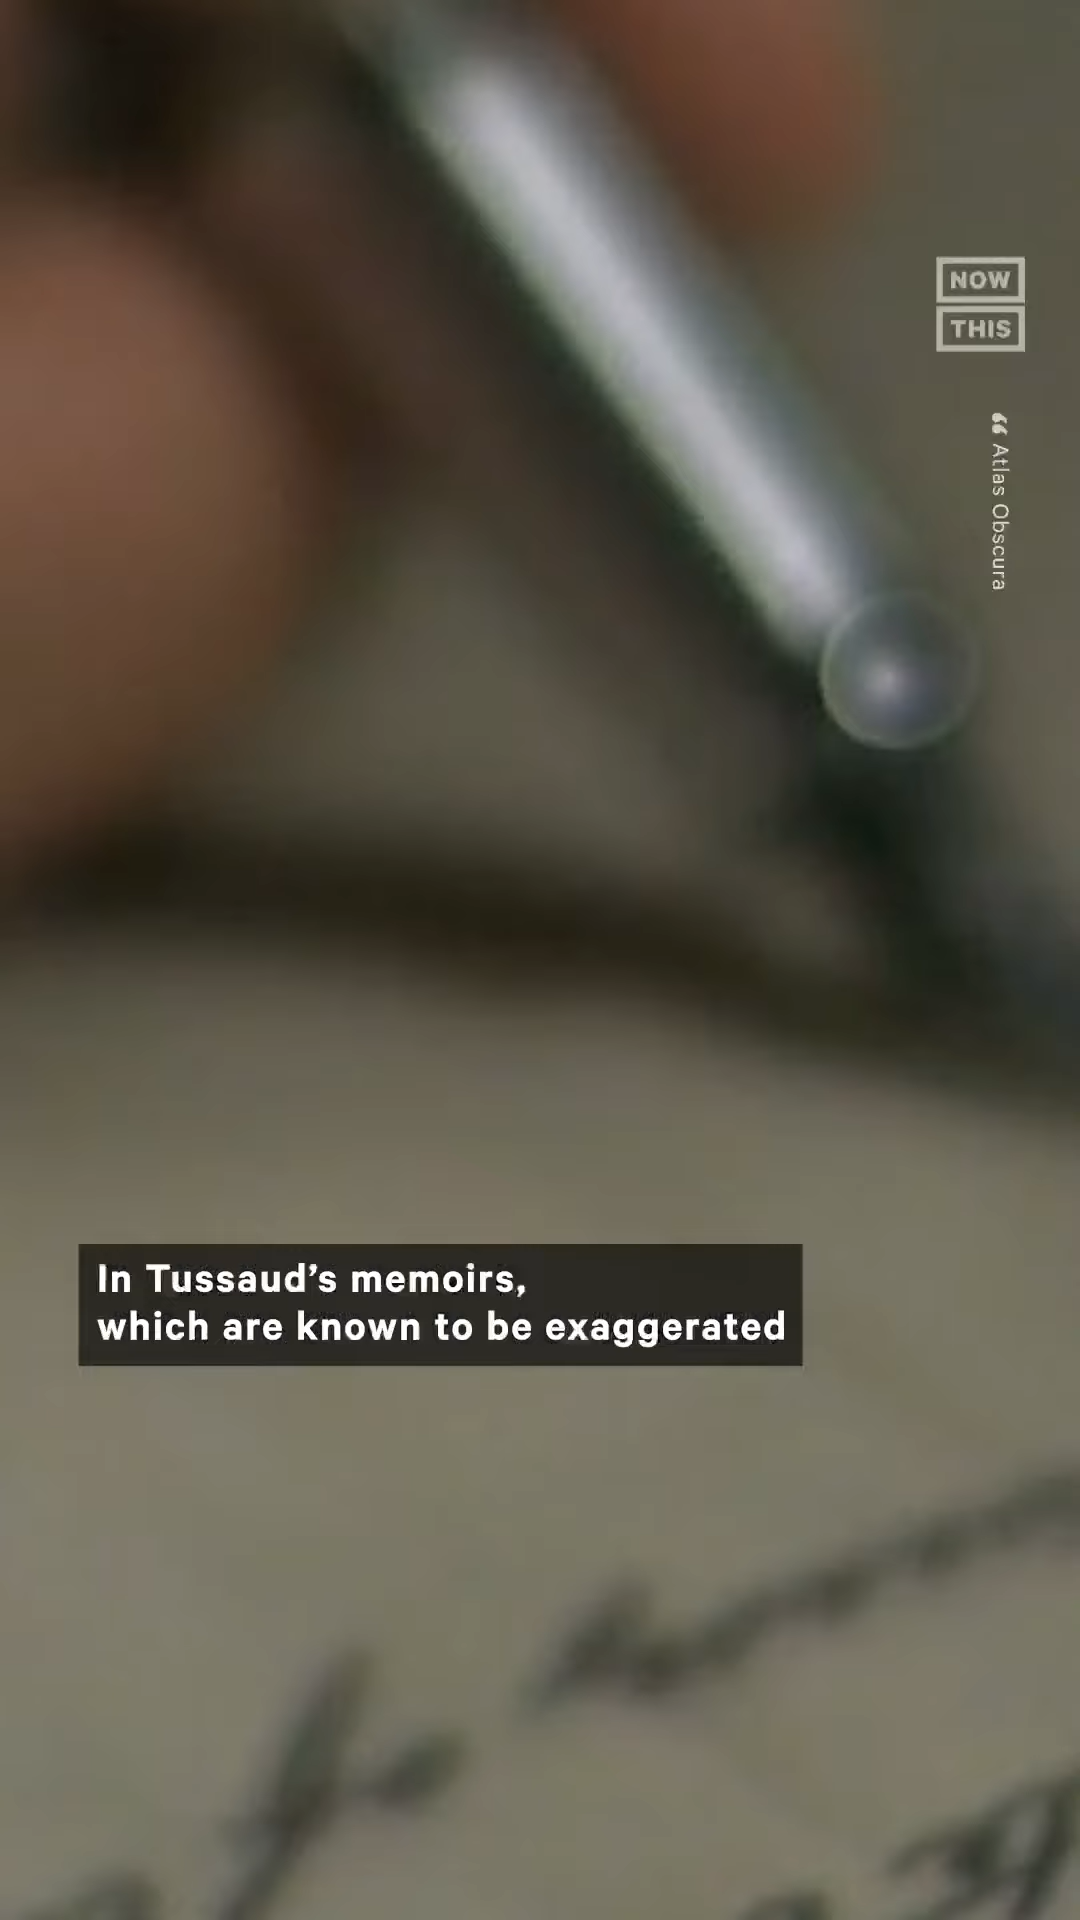 NOW
THIS
“ Atlas Obscura
In Tussaud’s memoirs,
which are known to be exaggerated